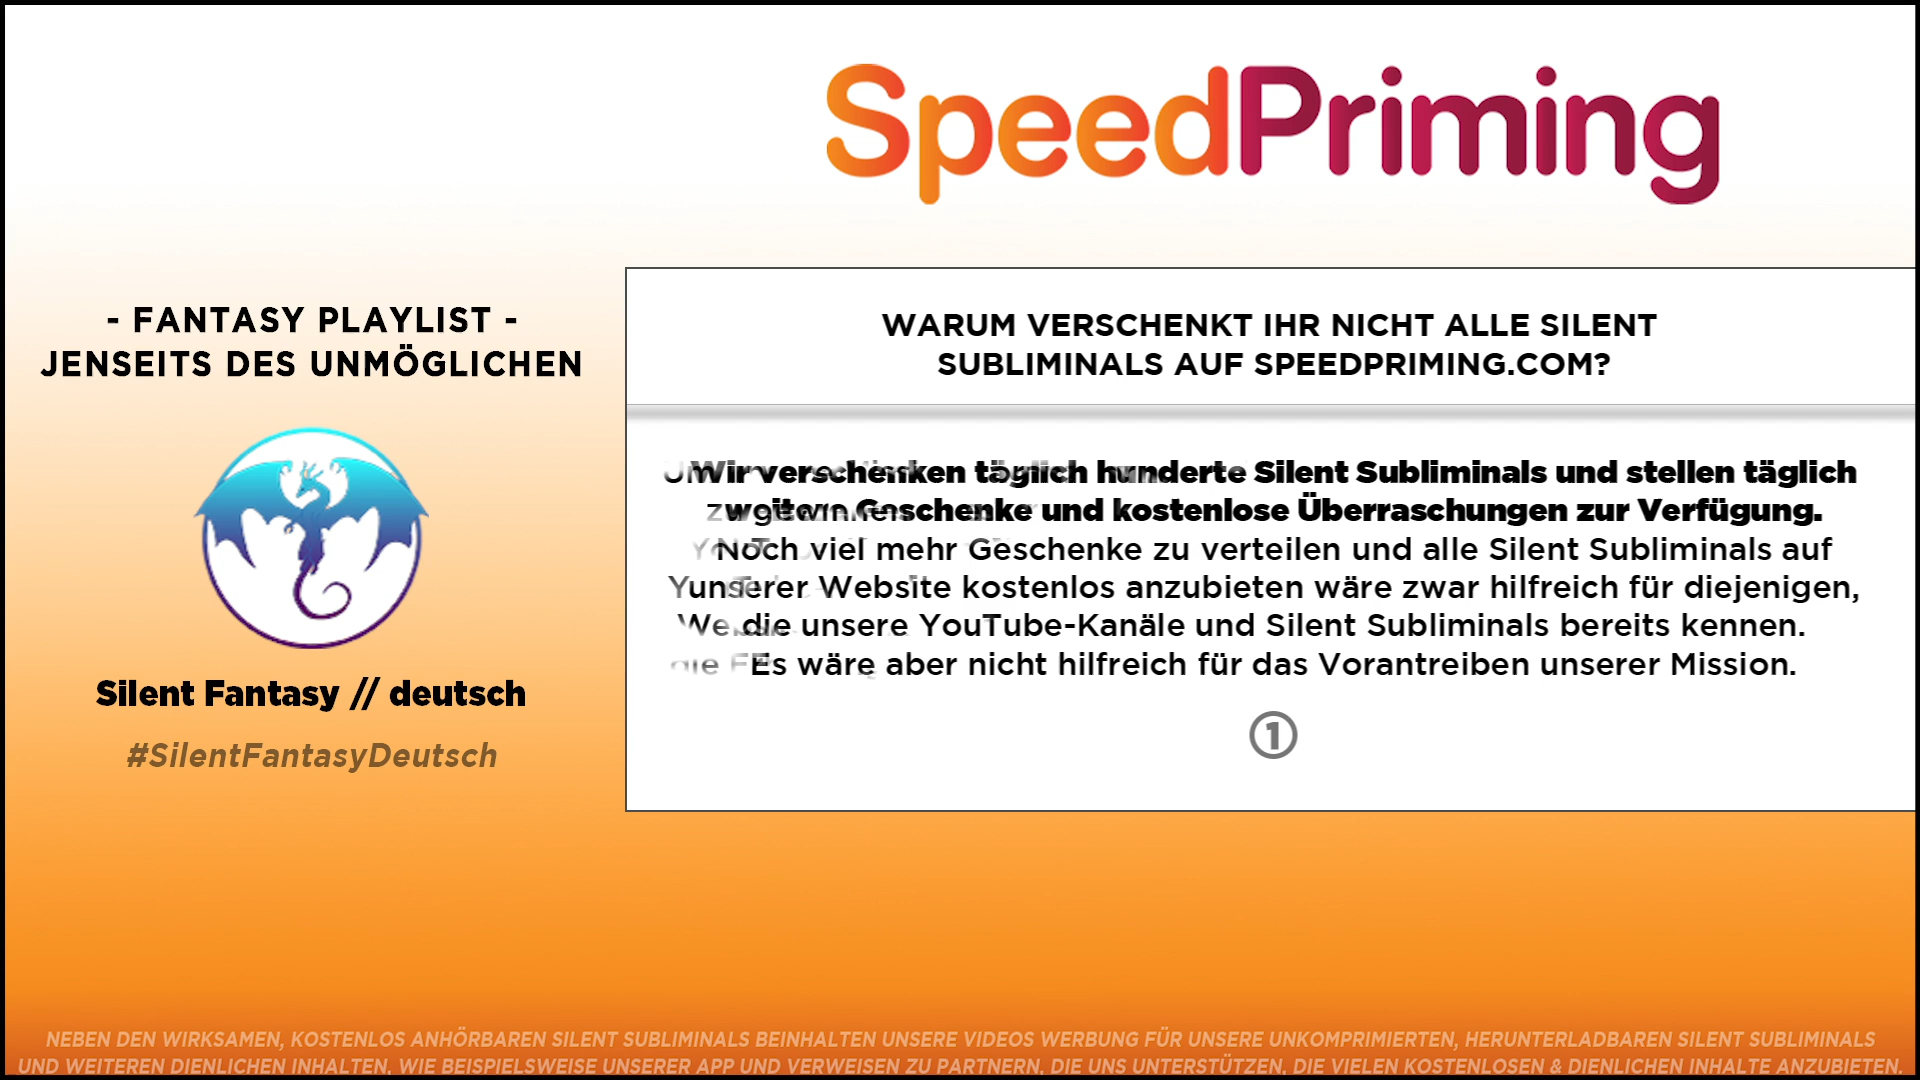 SpeedPriming
- FANTASY PLAYLIST -
JENSEITS DES UNMÖGLICHEN
Silent Fantasy // deutsch
#SilentFantasyDeutsch
WARUM VERSCHENKT IHR NICHT ALLE SILENT
SUBLIMINALS AUF SPEEDPRIMING.COM?
Wir verschenken täglich hunderte Silent Subliminals und stellen täglich
Geschenke und kostenlose Überraschungen zur Verfügung.
Noch viel mehr Geschenke zu verteilen und alle Silent Subliminals auf
unserer Website kostenlos anzubieten wäre zwar hilfreich für diejenigen,
die unsere YouTube-Kanäle und Silent Subliminals bereits kennen.
Es wäre aber nicht hilfreich für das Vorantreiben unserer Mission.
1
NEBEN DEN WIRKSAMEN, KOSTENLOS ANHÖRBAREN SILENT SUBLIMINALS BEINHALTEN UNSERE VIDEOS WERBUNG FÜR UNSERE UNKOMPRIMIERTEN, HERUNTERLADBAREN SILENT SUBLIMINALS
UND WEITEREN DIENLICHEN INHALTEN, WIE BEISPIELSWEISE UNSERER APP UND VERWEISEN ZU PARTNERN, DIE UNS UNTERSTÜTZEN, DIE VIELEN KOSTENLOSEN & DIENLICHEN INHALTE ANZUBIETEN.